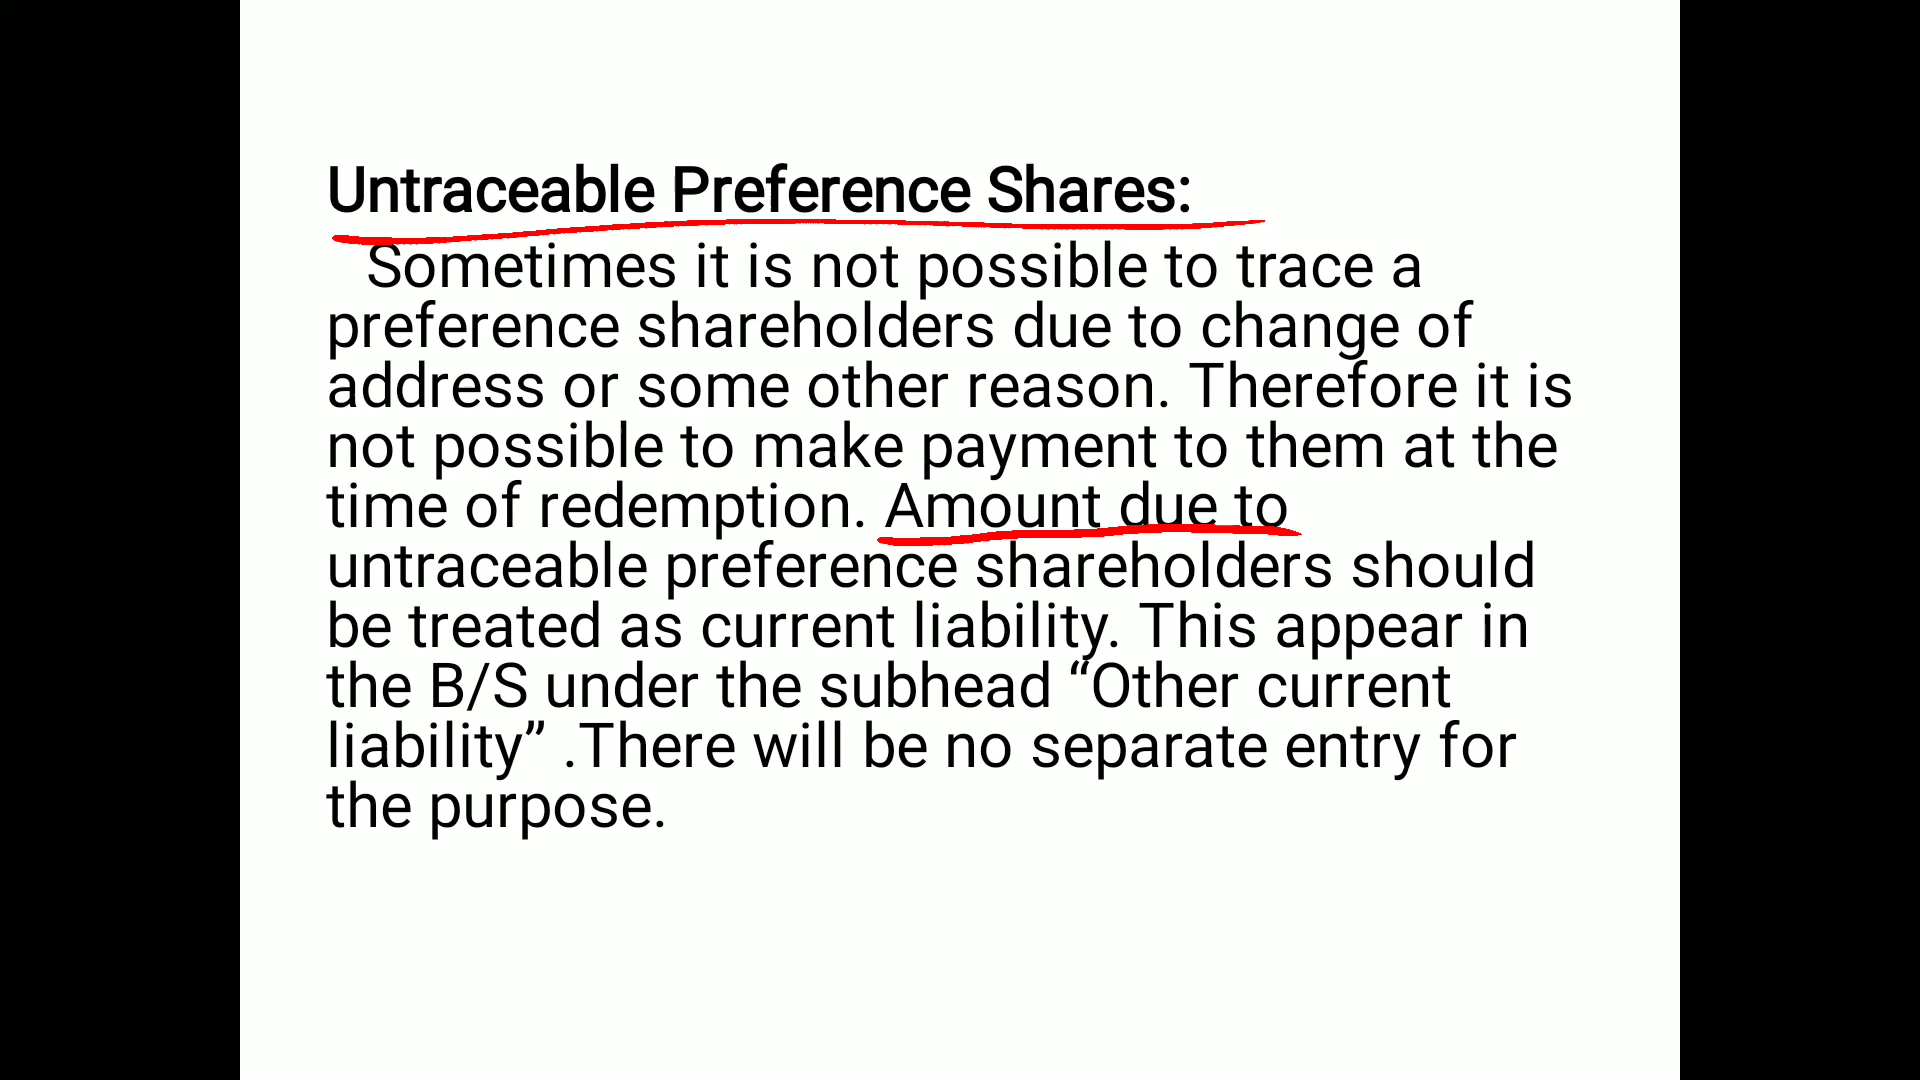 Untraceable Preference Shares:
Sometimes it is not possible to trace a
preference shareholders due to change of
address or some other reason. Therefore it is
not possible to make payment to them at the
time of redemption. Amount due to
untraceable preference shareholders should
be treated as current liability. This appear in
the B/S under the subhead “Other current
liability” .There will be no separate entry for
the purpose.